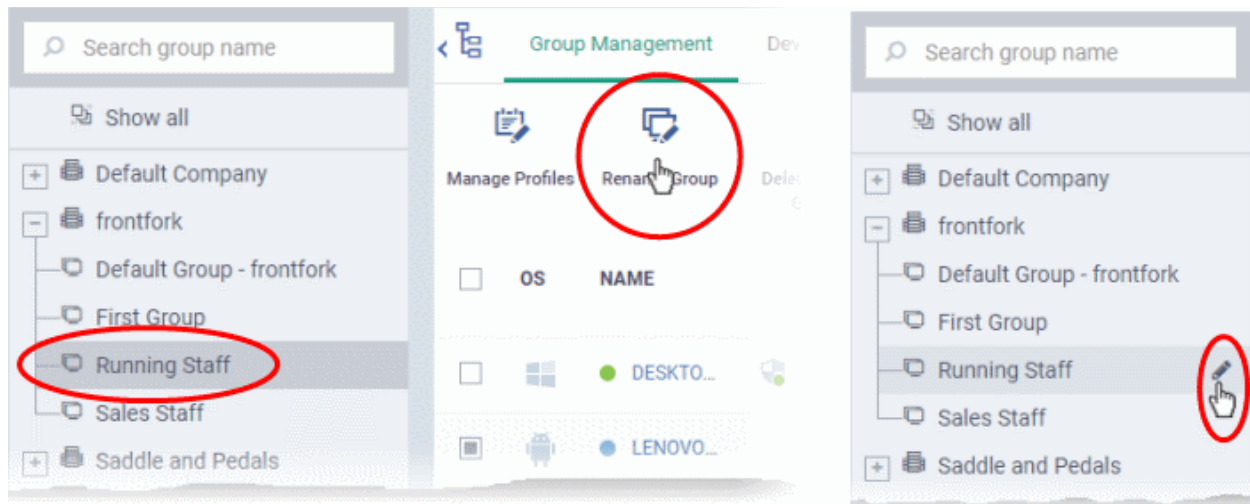 Search group name
Show all
Default Company
frontfork
Default Group - frontfork
First Group
Running Staff
Sales Staff
Saddle and Pedals
Group Management
Manage Profiles
Group
OS NAME
DESKTO...
LENOVO...
Search group name
Show all
Default Company
frontfork
Default Group - frontfork
First Group
Running Staff
Sales Staff
Saddle and Pedals